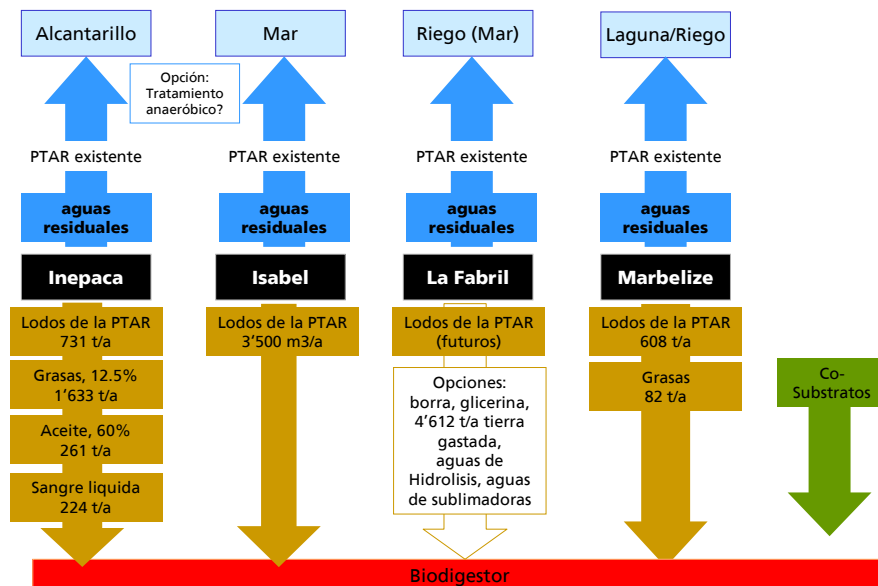 Alcantarillo
Mar
Riego (Mar)
Laguna/Riego
Opción:
Tratamiento
anaeróbico?
PTAR existente
PTAR existente
PTAR existente
PTAR existente
aguas
residuales
aguas
residuales
aguas
residuales
aguas
residuales
Inepaca
Isabel
La Fabril
Marbelize
Lodos de la PTAR
731 t/a
Grasas, 12.5%
1’633 t/a
Aceite, 60%
261 t/a
Sangre liquida
224 t/a
Lodos de la PTAR
3’500 m3/a
Lodos de la PTAR
(futuros)
Opciones:
borra, glicerina,
4’612 t/a tierra
gastada,
aguas de
Hidrolisis, aguas
de sublimadoras
Lodos de la PTAR
608 t/a
Grasas
82 t/a
Co-
Substratos
Biodigestor